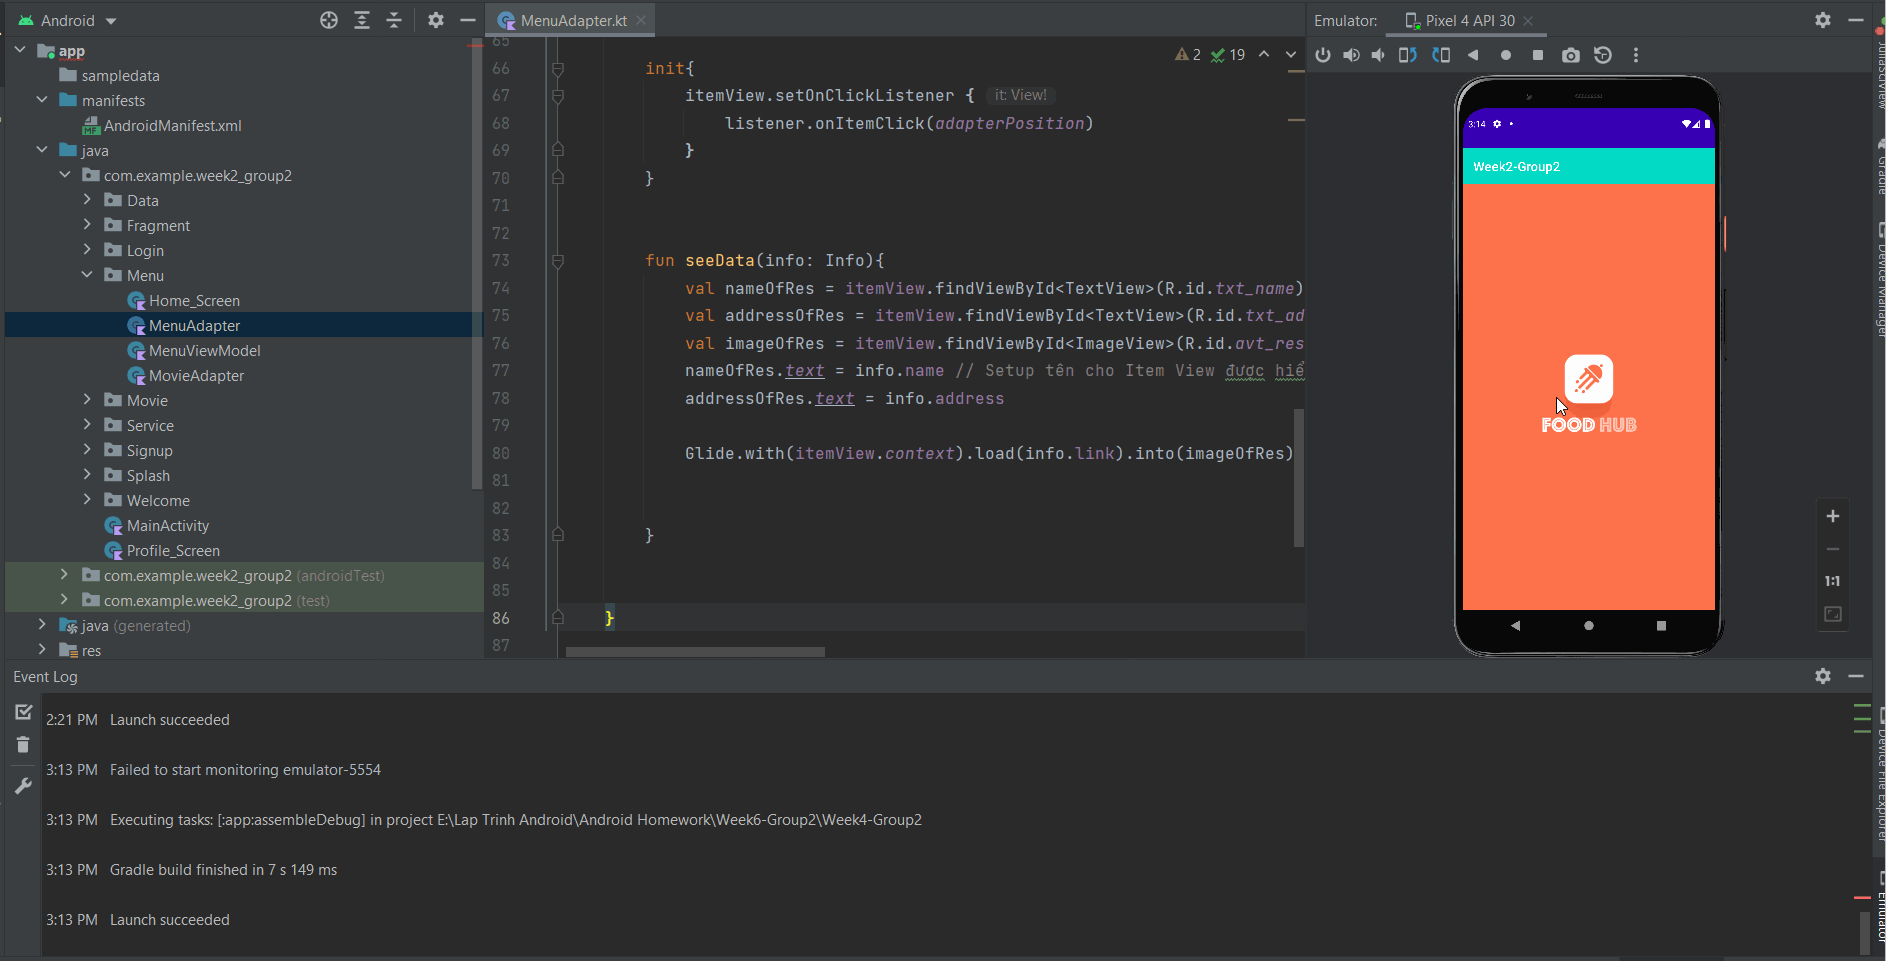 Android
MenuAdapter.kt
Emulator:
Pixel 4 API 30
app
sampledata
manifests
AndroidManifest.xml
java
com.example.week2_group2
Data
Fragment
Login
Menu
Home_Screen
MenuAdapter
MenuViewModel
MovieAdapter
Movie
Service
Signup
Splash
Welcome
MainActivity
Profile_Screen
com.example.week2_group2 (androidTest)
com.example.week2_group2 (test)
java (generated)
res
2 19
65
66 init{
67 itemView.setOnClickListener { it: View!
68 listener.onItemClick(adapterPosition)
69 }
70 }
71
72
73 fun seeData(info: Info){
74 val nameOfRes = itemView.findViewById<TextView>(R.id.txt_name)
75 val addressOfRes = itemView.findViewById<TextView>(R.id.txt_ad
76 val imageOfRes = itemView.findViewById<ImageView>(R.id.avt_res
77 nameOfRes.text = info.name // Setup tên cho Item View được hiể
78 addressOfRes.text = info.address
79
80 Glide.with(itemView.context).load(info.link).into(imageOfRes)
81
82
83 }
84
85
86 }
87
3:14
Week2-Group2
FOOD HUB
1:1
Gradle
Device Manager
Device File Explorer
Emulator
Event Log
2:21 PM Launch succeeded
3:13 PM Failed to start monitoring emulator-5554
3:13 PM Executing tasks: [:app:assembleDebug] in project E:\Lap Trinh Android\Android Homework\Week6-Group2\Week4-Group2
3:13 PM Gradle build finished in 7 s 149 ms
3:13 PM Launch succeeded